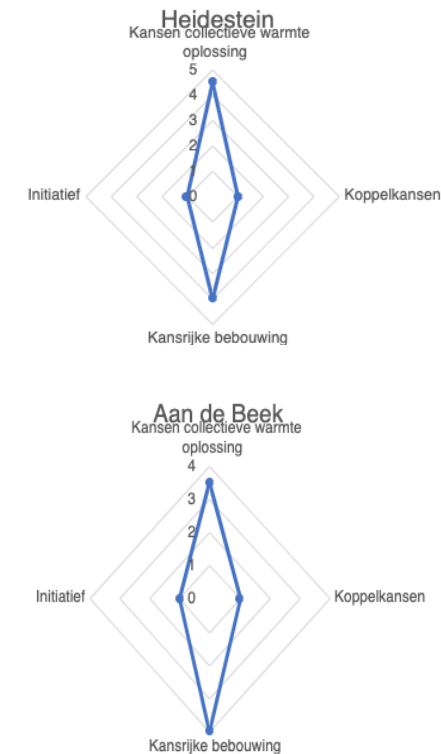 Heidestein
Kansen collectieve warmte
oplossing
5
4
3
2
1
Initiatief
0
Koppelkansen
Kansrijke bebouwing
Aan de Beek
Kansen collectieve warmte
oplossing
4
3
2
1
Initiatief
0
Koppelkansen
Kansrijke bebouwing